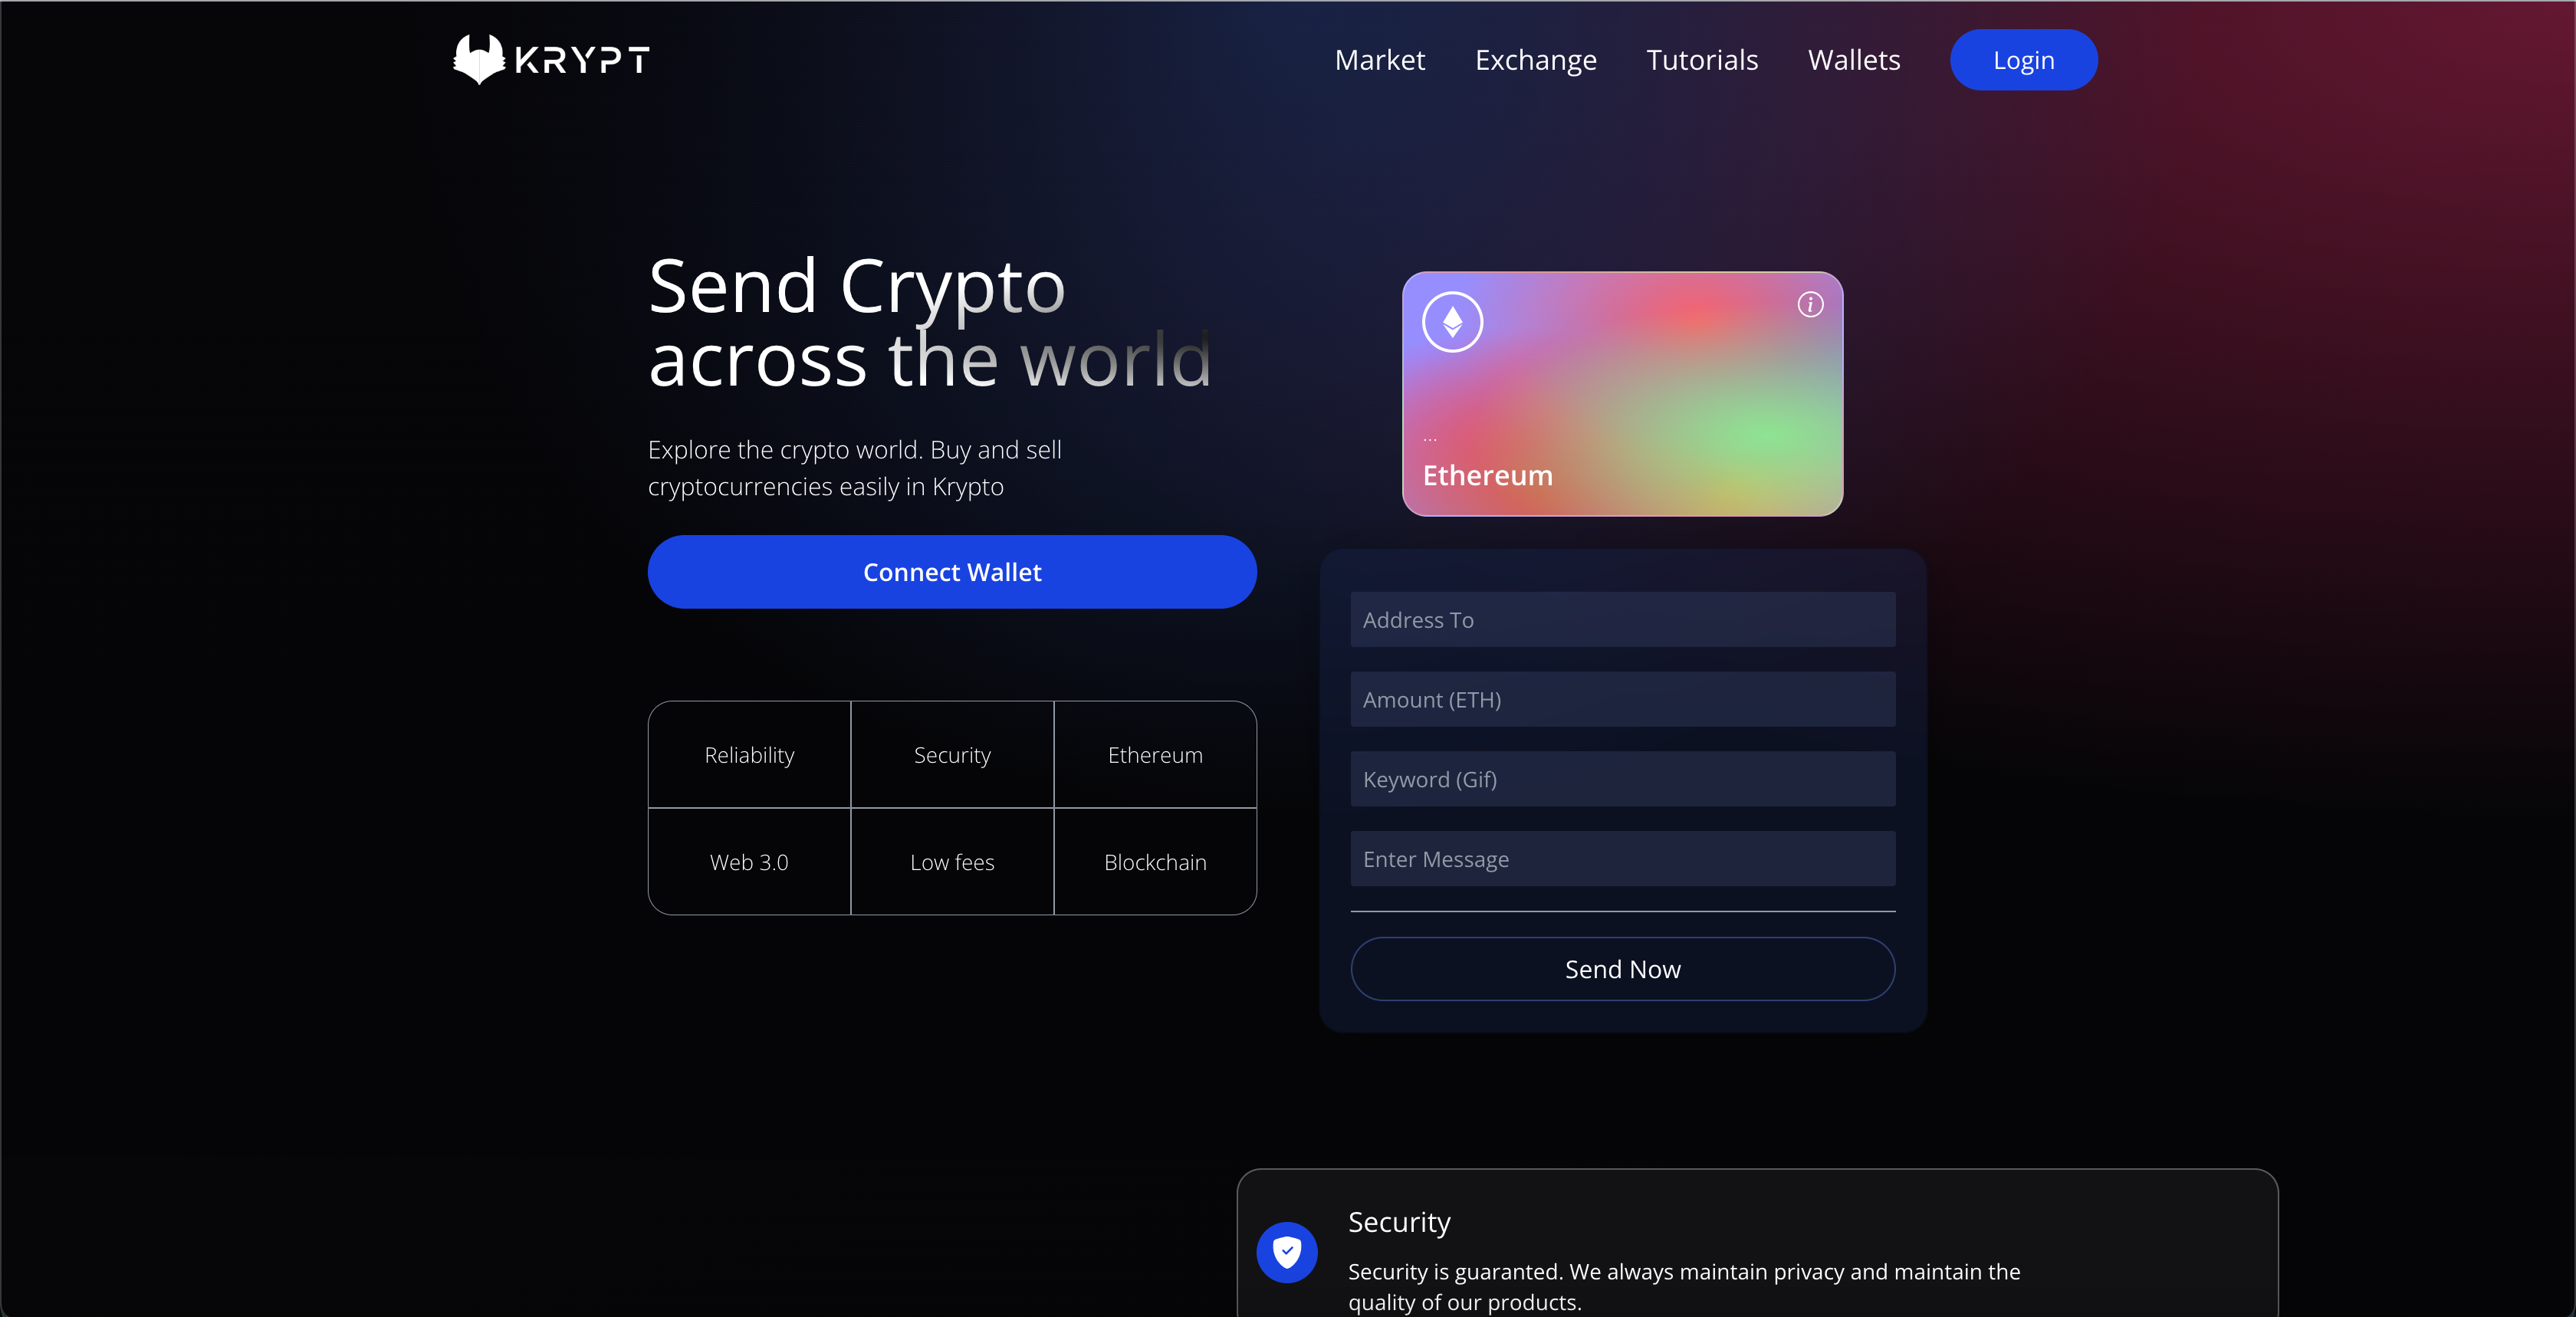 KRYPT
Market
Exchange
Tutorials
Wallets
Login
Send Crypto
across the world
Explore the crypto world. Buy and sell
cryptocurrencies easily in Krypto
Connect Wallet
Reliability
Security
Ethereum
Web 3.0
Low fees
Blockchain
i
...
Ethereum
Address To
Amount (ETH)
Keyword (Gif)
Enter Message
Send Now
Security
Security is guaranted. We always maintain privacy and maintain the
quality of our products.